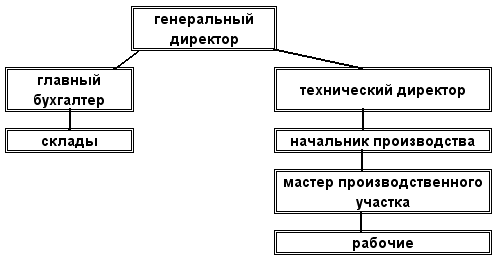 генеральный
директор
главный
бухгалтер
технический директор
склады
начальник производства
мастер производственного
участка
рабочие